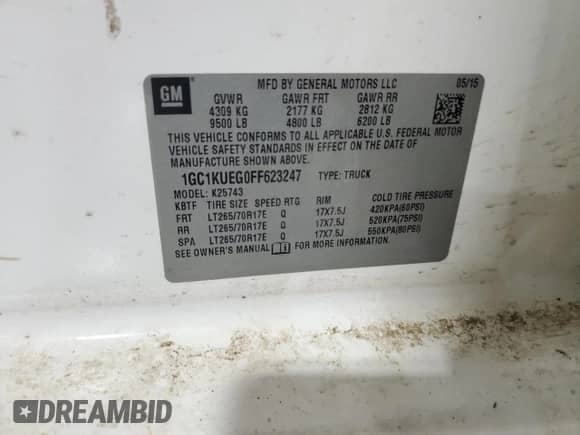 GM
MFD BY GENERAL MOTORS LLC 05/15
GVWR GAWR FRT GAWR RR
4309 KG 2177 KG 2812 KG
9500 LB 4800 LB 6200 LB
THIS VEHICLE CONFORMS TO ALL APPLICABLE U.S. FEDERAL MOTOR
VEHICLE SAFETY STANDARDS IN EFFECT ON THE DATE OF
MANUFACTURE SHOWN ABOVE.
1GC1KUEG0FF623247 TYPE: TRUCK
MODEL: K25743
KBTF TIRE SIZE SPEED RTG RIM COLD TIRE PRESSURE
FRT LT265/70R17E Q 17X7.5J 420KPA(60PSI)
RR LT265/70R17E Q 17X7.5J 520KPA(75PSI)
SPA LT265/70R17E Q 17X7.5J 550KPA(80PSI)
SEE OWNER'S MANUAL FOR MORE INFORMATION.
DREAMBID